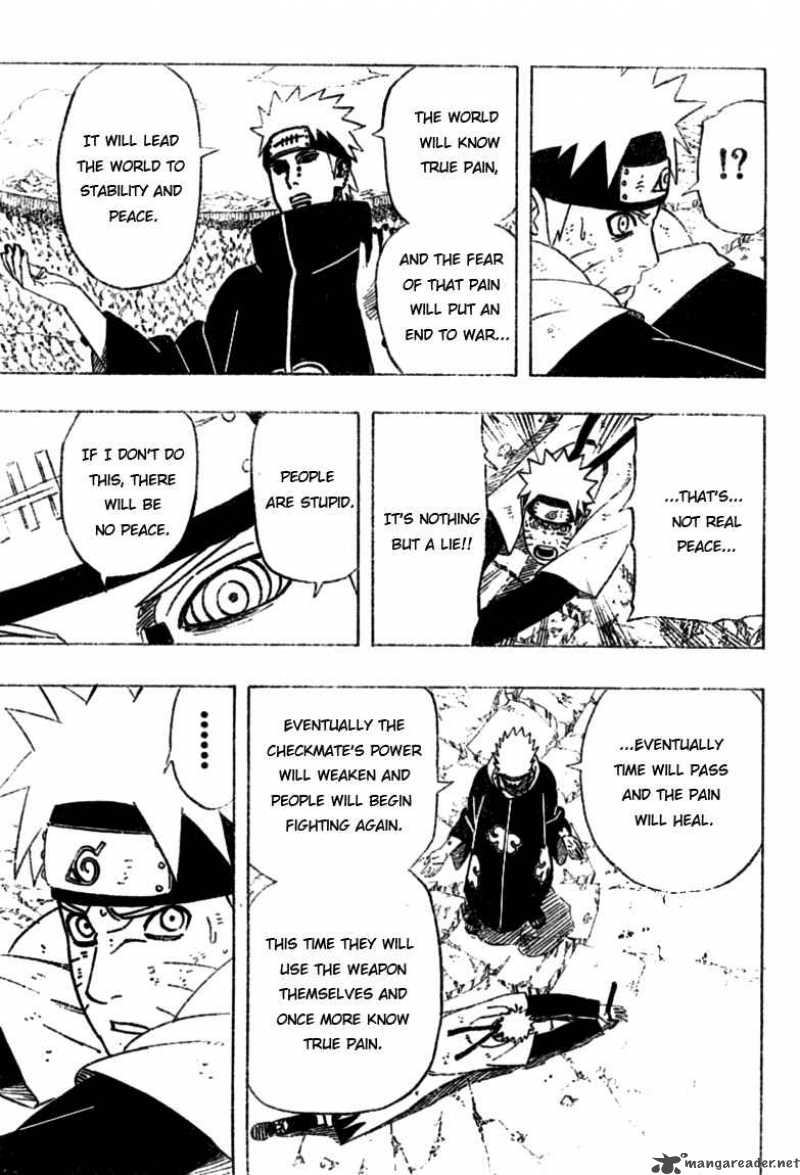 !?
THE WORLD
WILL KNOW
TRUE PAIN,
AND THE FEAR
OF THAT PAIN
WILL PUT AN
END TO WAR...
IT WILL LEAD
THE WORLD TO
STABILITY AND
PEACE.
...THAT'S...
NOT REAL
PEACE...
IT'S NOTHING
BUT A LIE!!
PEOPLE
ARE STUPID.
IF I DON'T DO
THIS, THERE
WILL BE
NO PEACE.
...EVENTUALLY
TIME WILL PASS
AND THE PAIN
WILL HEAL.
EVENTUALLY THE
CHECKMATE'S POWER
WILL WEAKEN AND
PEOPLE WILL BEGIN
FIGHTING AGAIN.
THIS TIME THEY WILL
USE THE WEAPON
THEMSELVES AND
ONCE MORE KNOW
TRUE PAIN.
......
mangareader.net